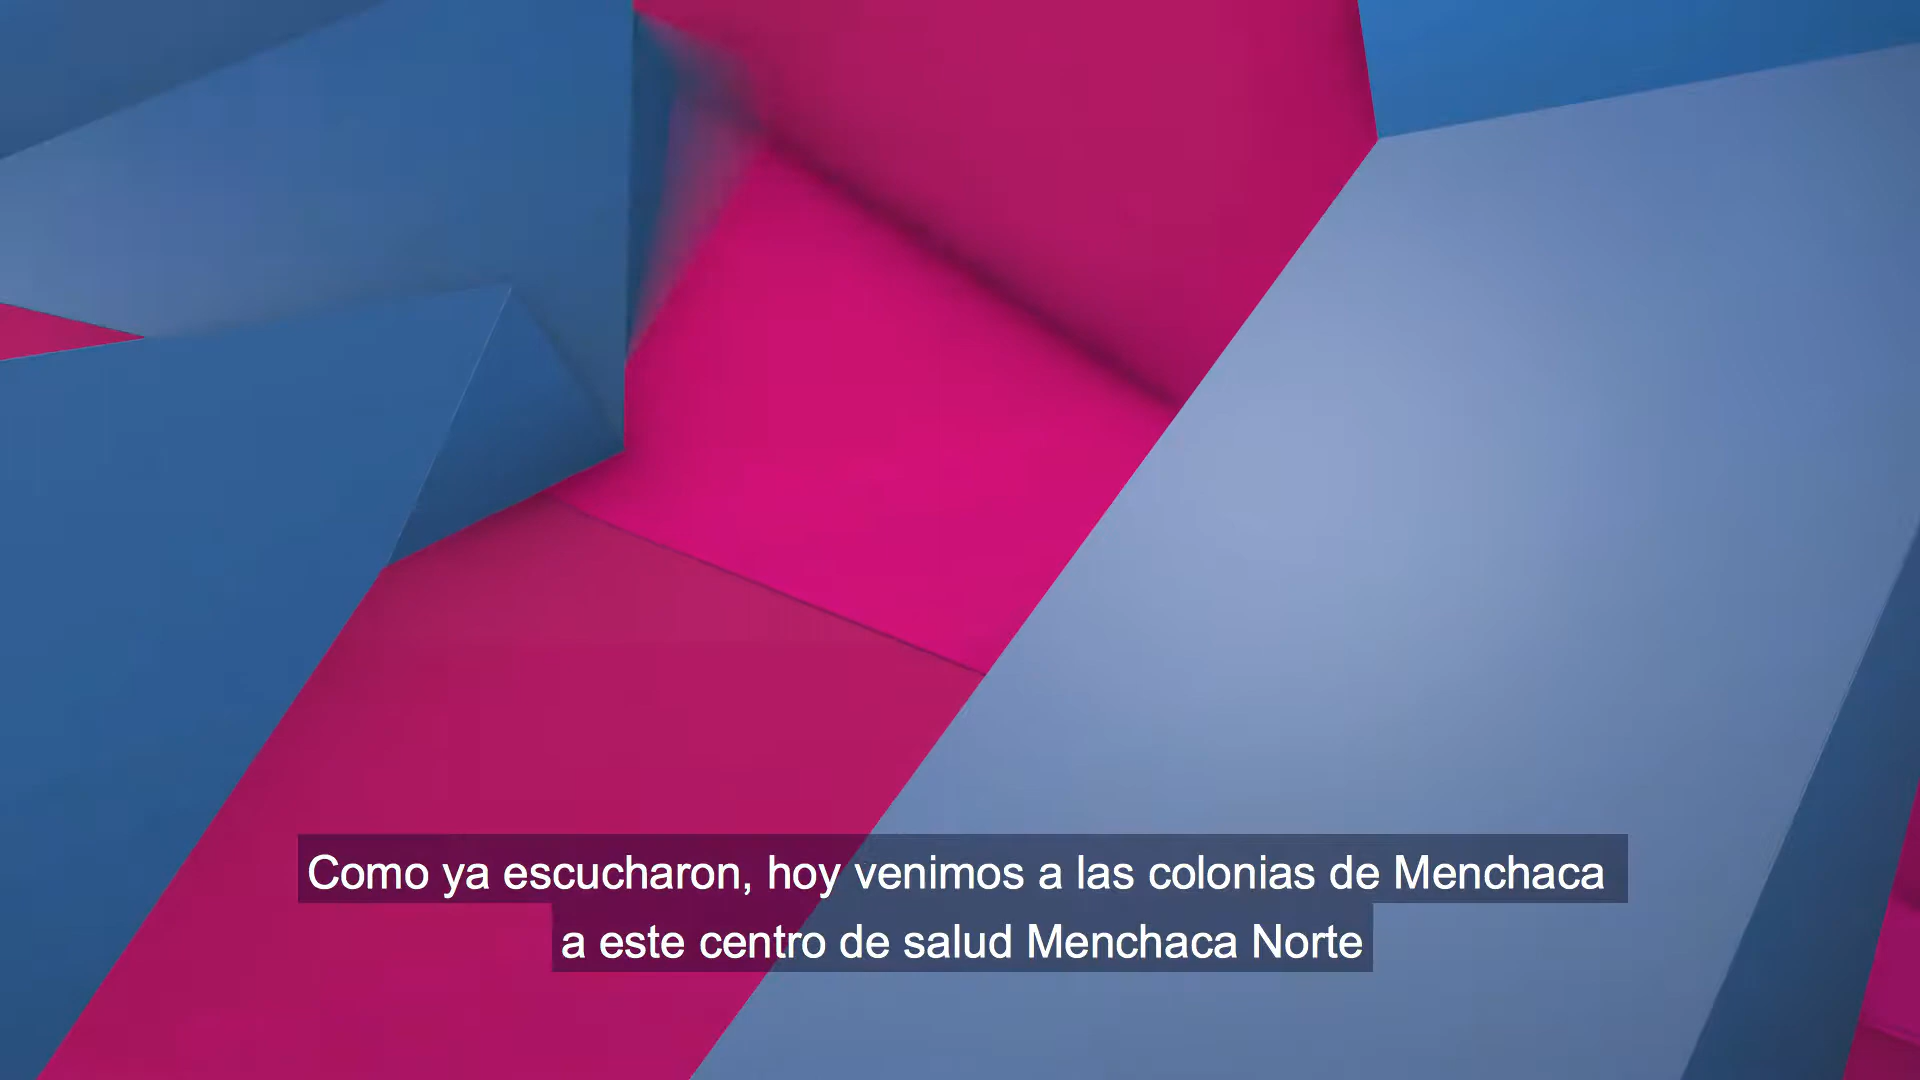 Como ya escucharon, hoy venimos a las colonias de Menchaca
a este centro de salud Menchaca Norte